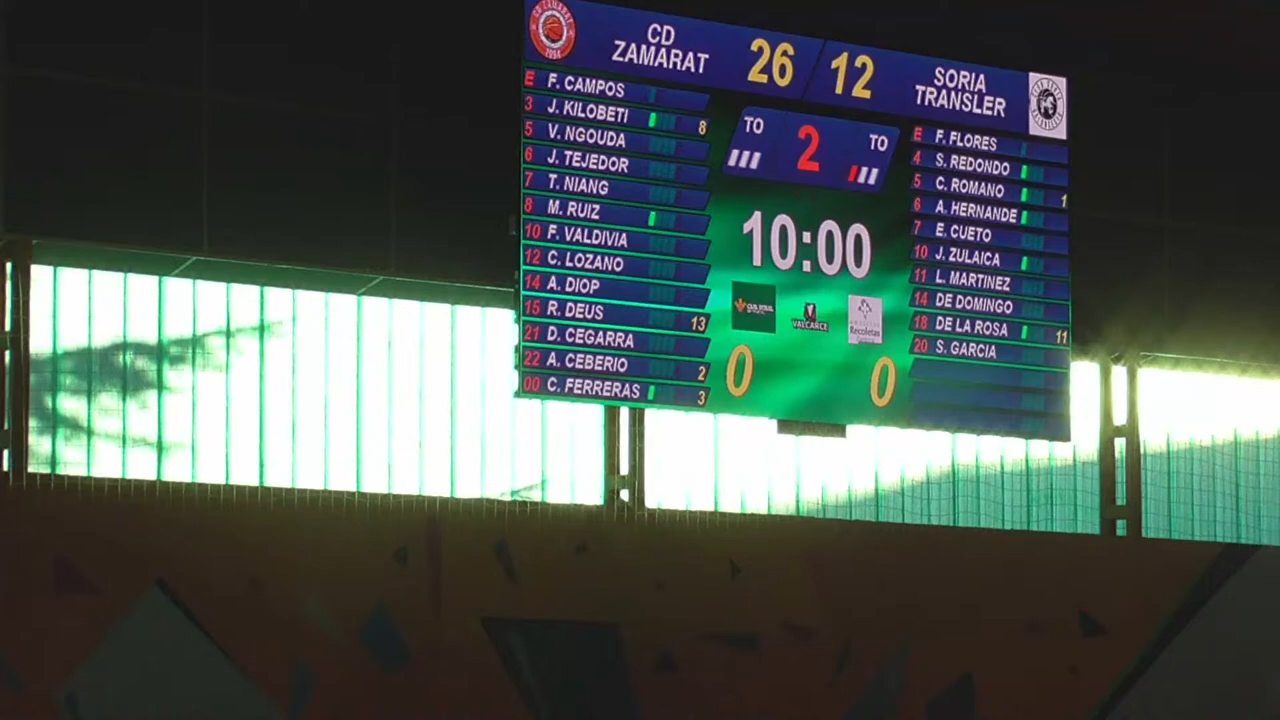 CD
ZAMARAT
26
12
SORIA
TRANSLER
E F. CAMPOS
3 J. KILOBETI 8
5 V. NGOUDA
6 J. TEJEDOR
7 T. NIANG
8 M. RUIZ
10 F. VALDIVIA
12 C. LOZANO
14 A. DIOP
15 R. DEUS 13
21 D. CEGARRA
22 A. CEBERIO 2
00 C. FERRERAS 3
TO
2
TO
10:00
VALCARCE
Recoletas
0
0
E F. FLORES
4 S. REDONDO
5 C. ROMANO 1
6 A. HERNANDE
7 E. CUETO
10 J. ZULAICA
11 L. MARTINEZ
14 DE DOMINGO
18 DE LA ROSA 11
20 S. GARCIA